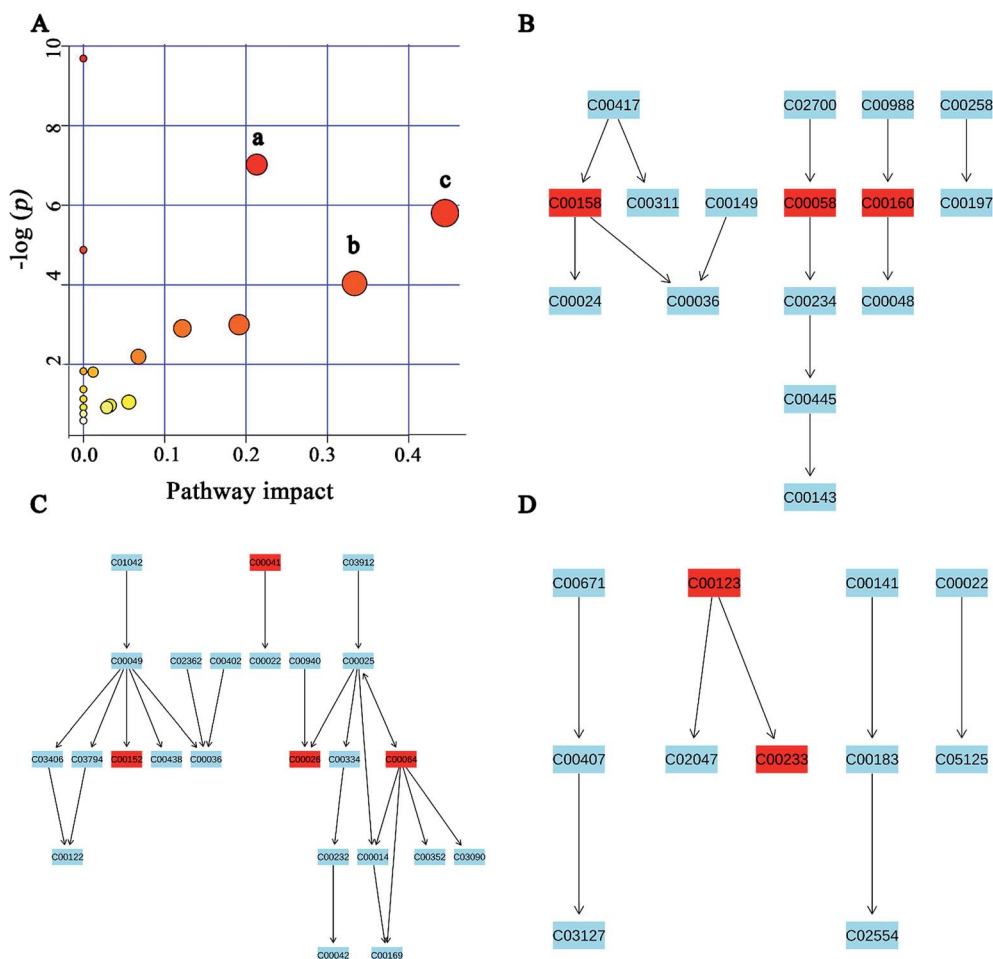 A
10
8
6
4
2
-log (p)
a
c
b
0.0 0.1 0.2 0.3 0.4
Pathway impact
B
C00417 C02700 C00988 C00258
C00158 C00311 C00149 C00058 C00160 C00197
C00024 C00036 C00234 C00048
C00445
C00143
C
C01042 C00041 C03912
C00049 C02362 C00402 C00022 C00940 C00025
C03406 C03794 C00152 C00438 C00036 C00026 C00334 C00064
C00122 C00232 C00014 C00352 C03090
C00042 C00169
D
C00671 C00123 C00141 C00022
C00407 C02047 C00233 C00183 C05125
C03127 C02554